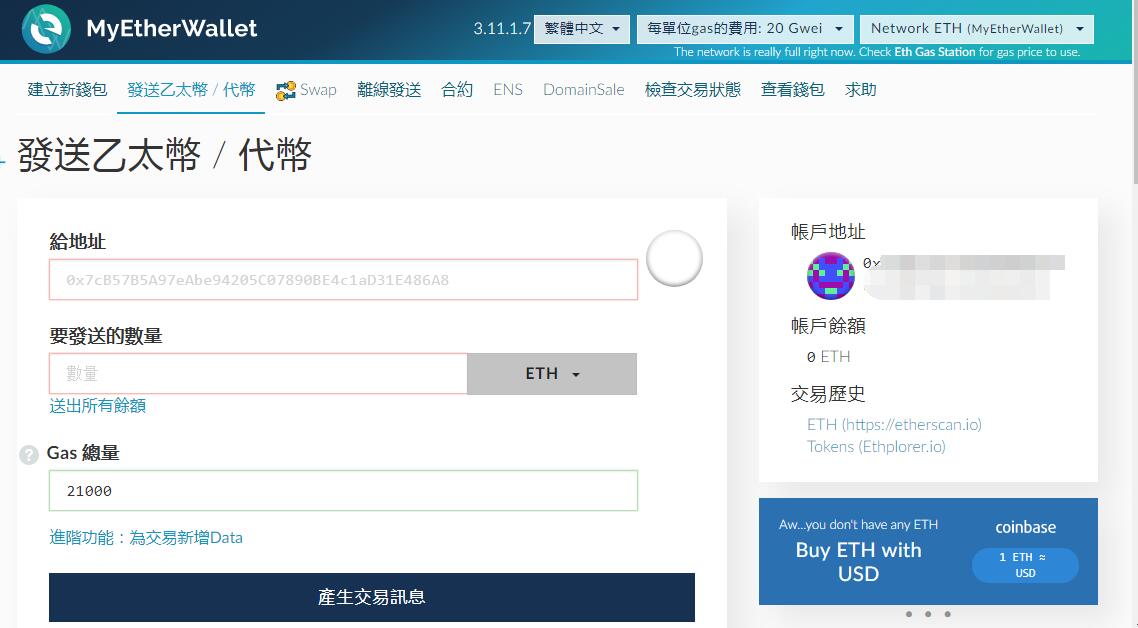 MyEtherWallet
3.11.1.7 繁體中文 每單位gas的費用: 20 Gwei Network ETH (MyEtherWallet)
The network is really full right now. Check Eth Gas Station for gas price to use.
建立新錢包 發送乙太幣 / 代幣 Swap 離線發送 合約 ENS DomainSale 檢查交易狀態 查看錢包 求助
發送乙太幣 / 代幣
給地址
0x7cB57B5A97eAbe94205C07890BE4c1aD31E486A8
要發送的數量
數量 ETH
送出所有餘額
? Gas 總量
21000
進階功能：為交易新增Data
產生交易訊息
帳戶地址
0x
帳戶餘額
0 ETH
交易歷史
ETH (https://etherscan.io)
Tokens (Ethplorer.io)
Aw...you don't have any ETH
Buy ETH with
USD
coinbase
1 ETH ≈
USD